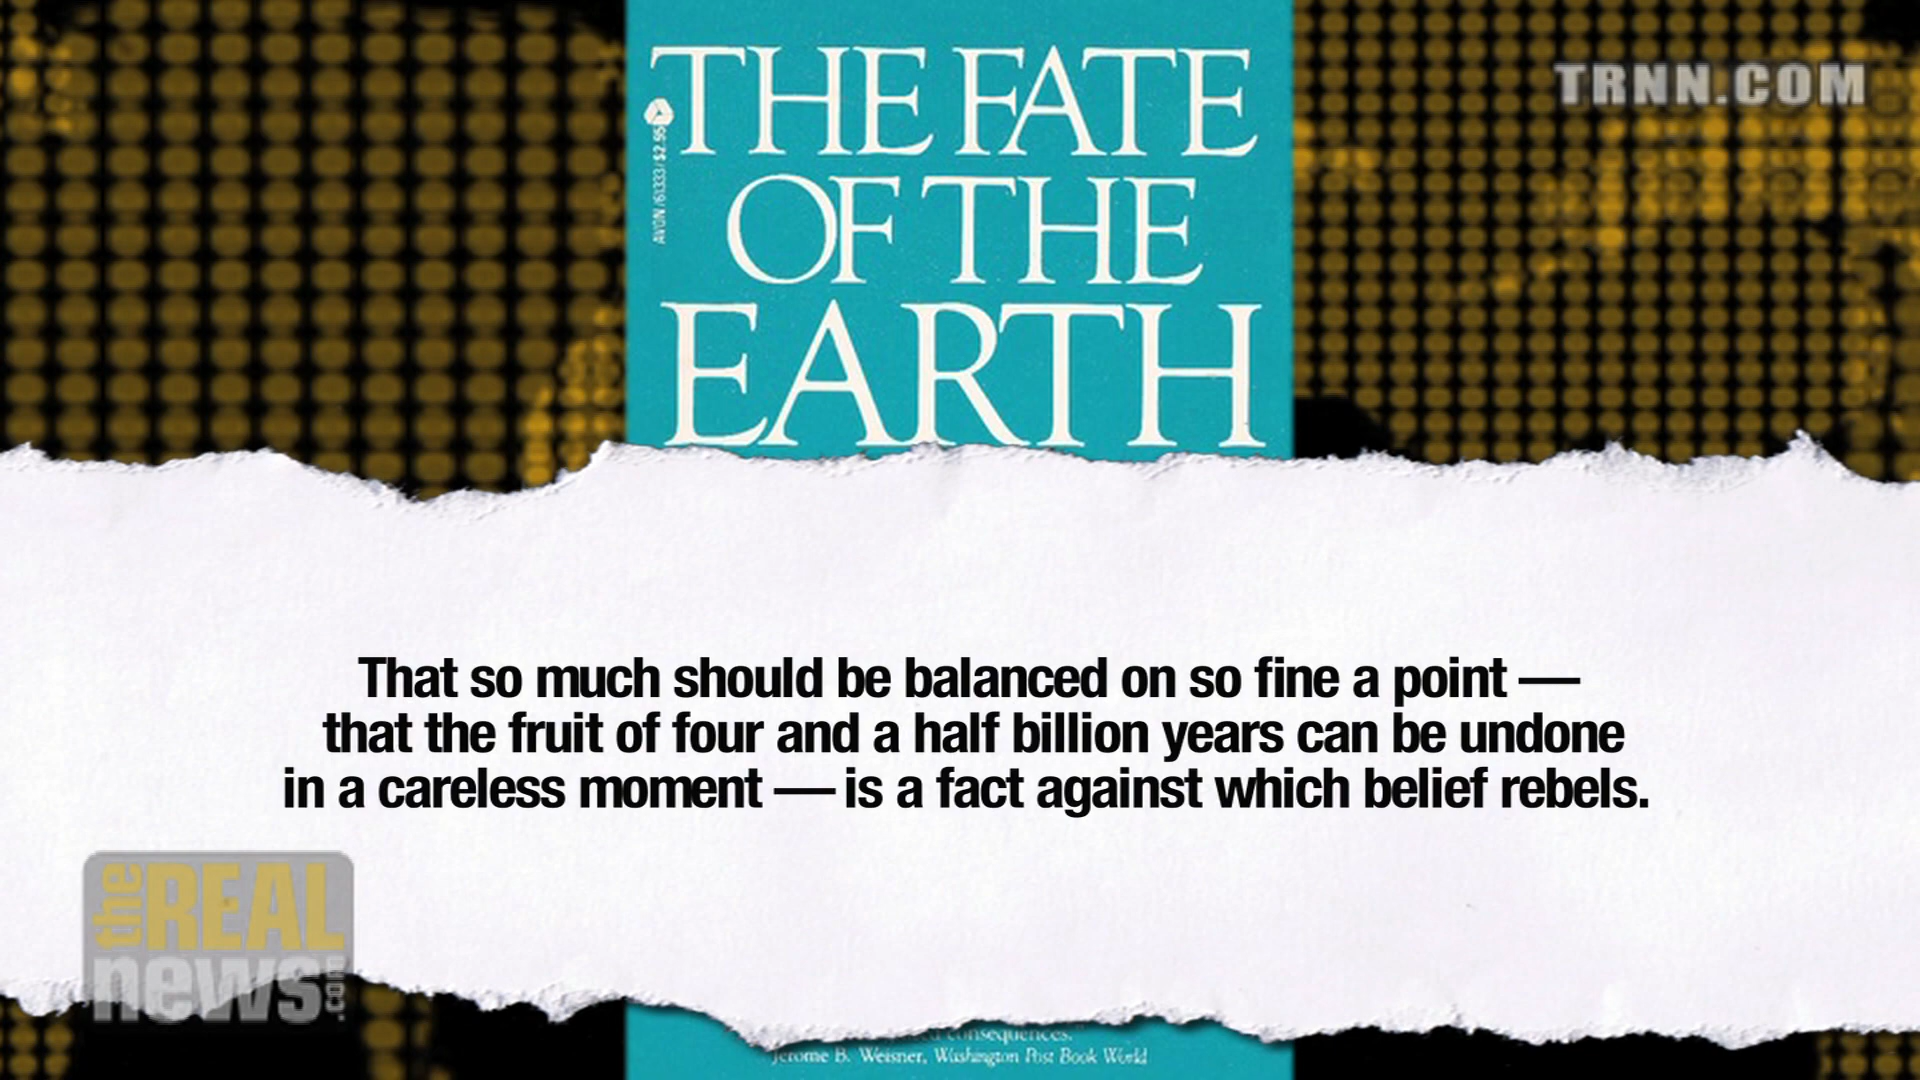 THE FATE
OF THE
EARTH
AVON/61333/$2.95
TRNN.COM
That so much should be balanced on so fine a point —
that the fruit of four and a half billion years can be undone
in a careless moment — is a fact against which belief rebels.
the REAL
news.com
consequences."
Jerome B. Weisner, Washington Post Book World